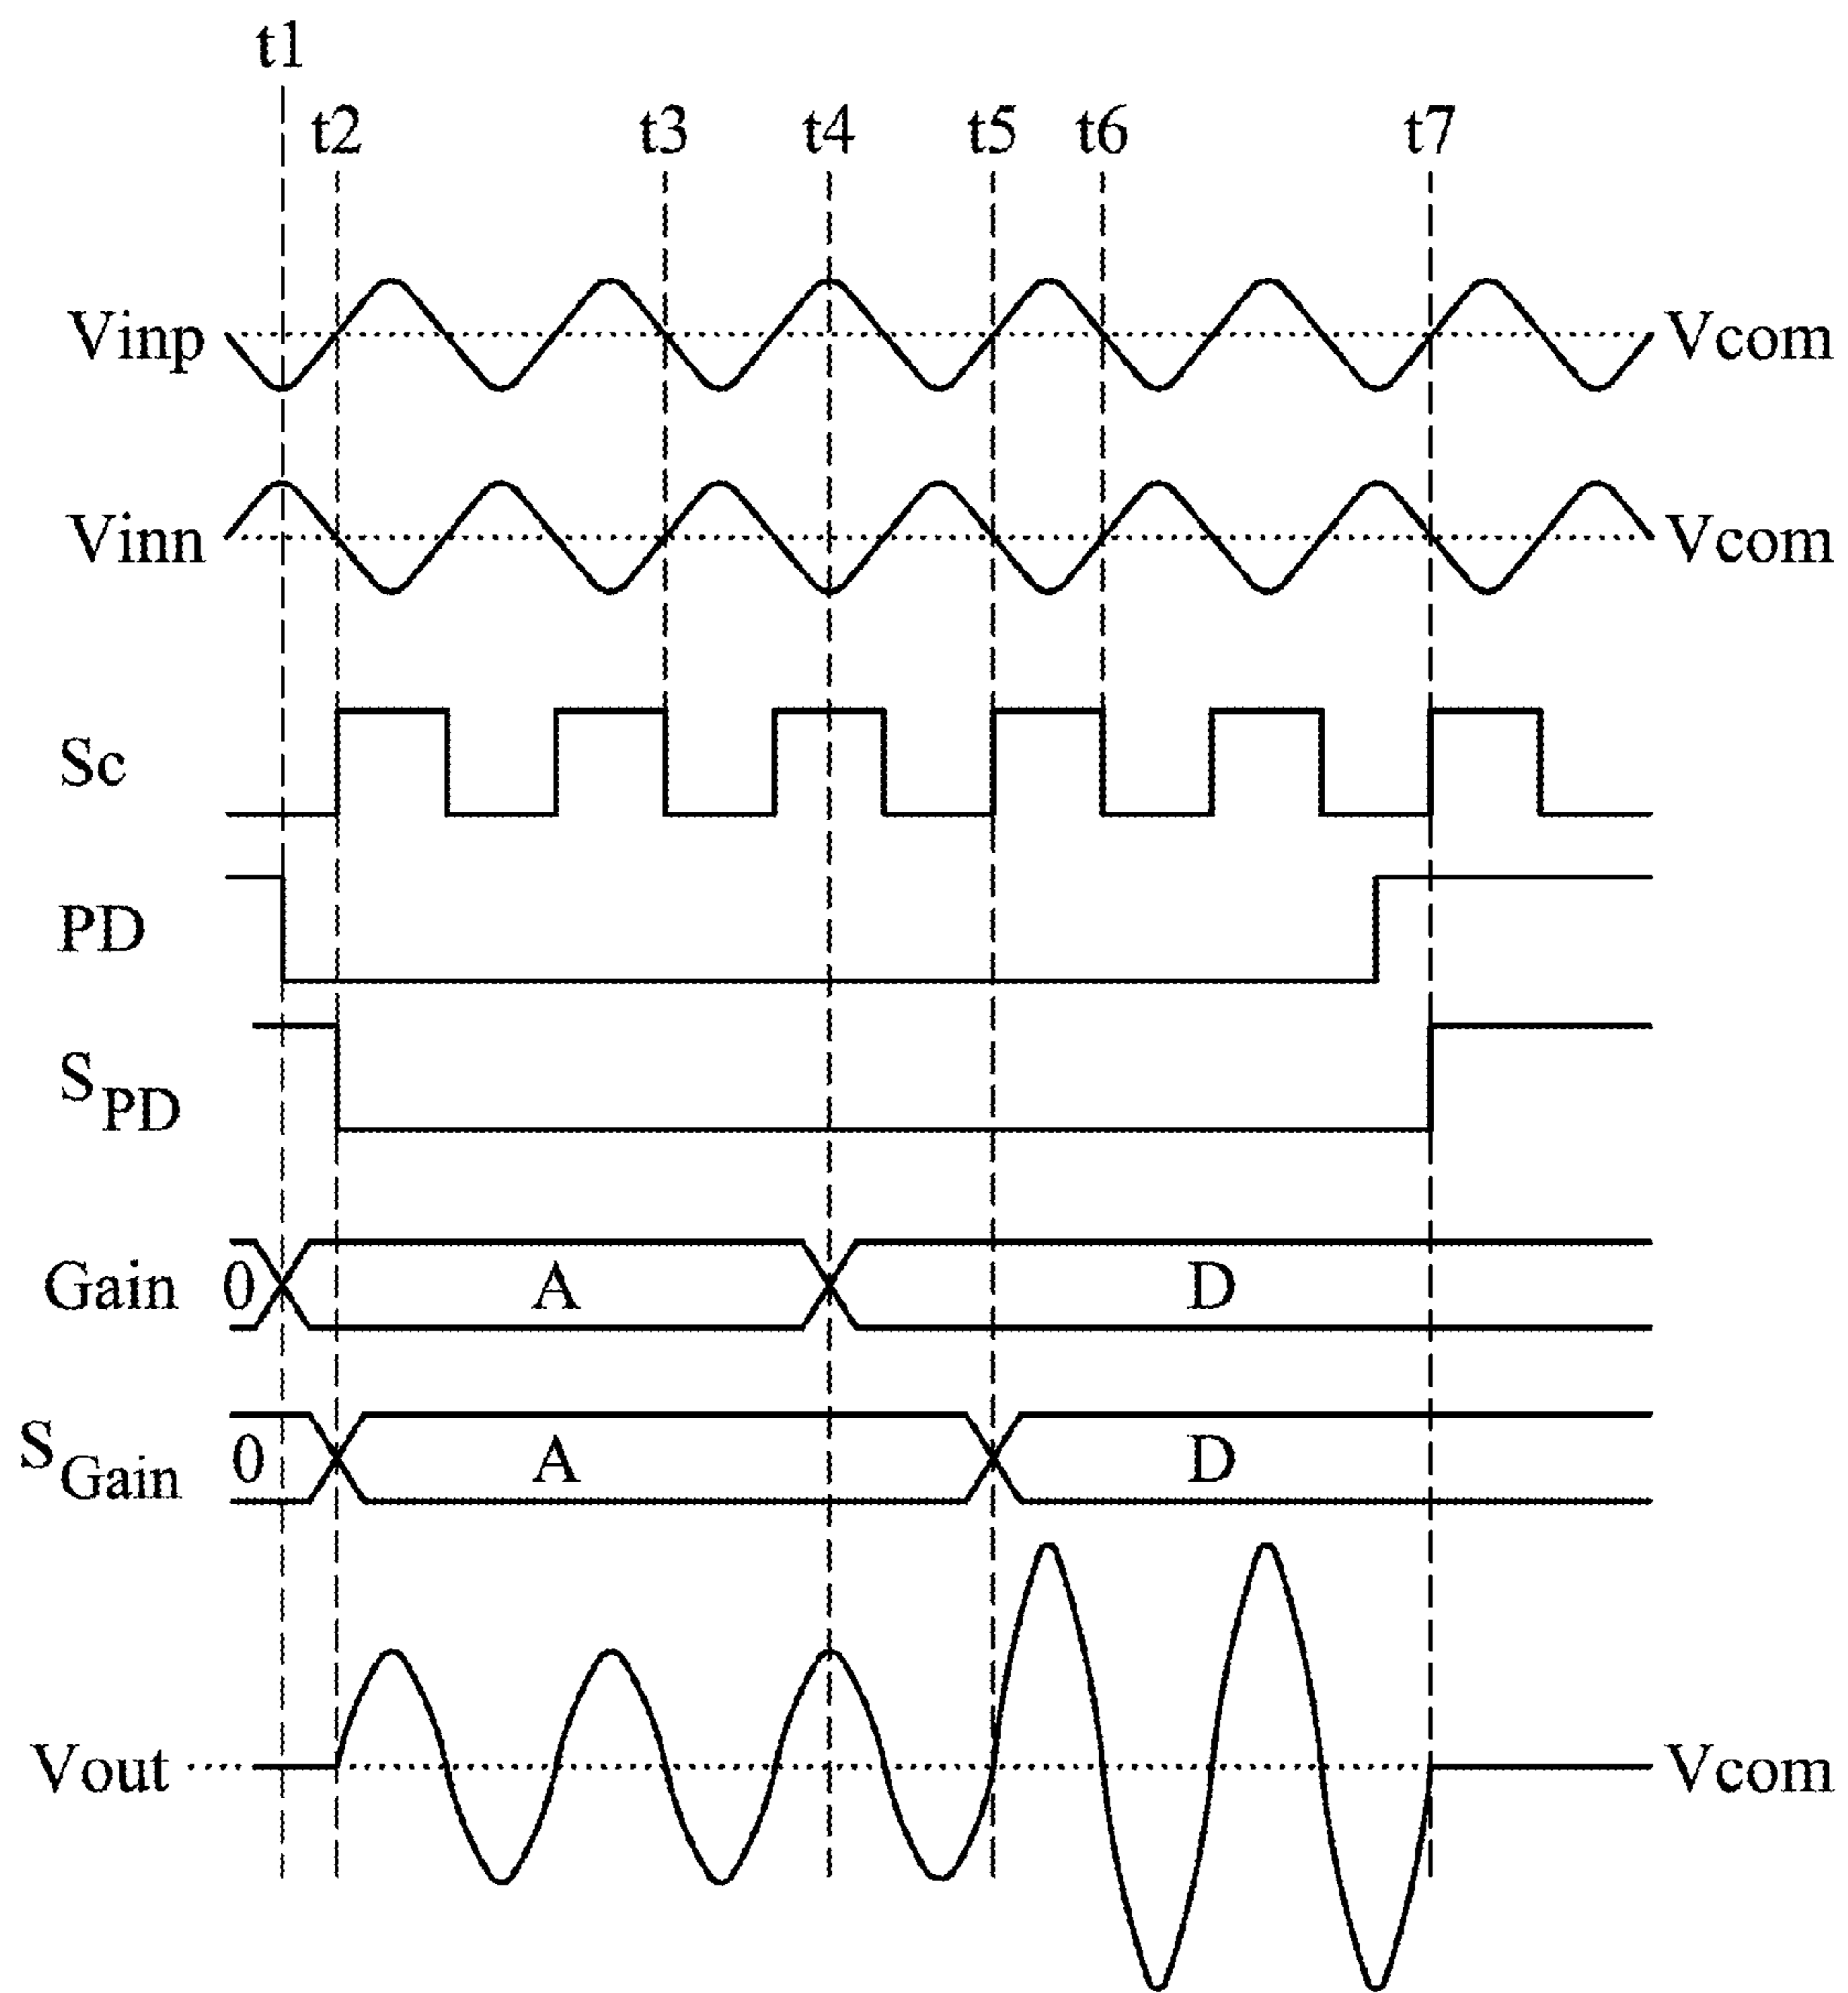 t1
t2 t3 t4 t5 t6 t7
Vinp Vcom
Vinn Vcom
Sc
PD
SPD
Gain 0 A D
SGain 0 A D
Vout Vcom